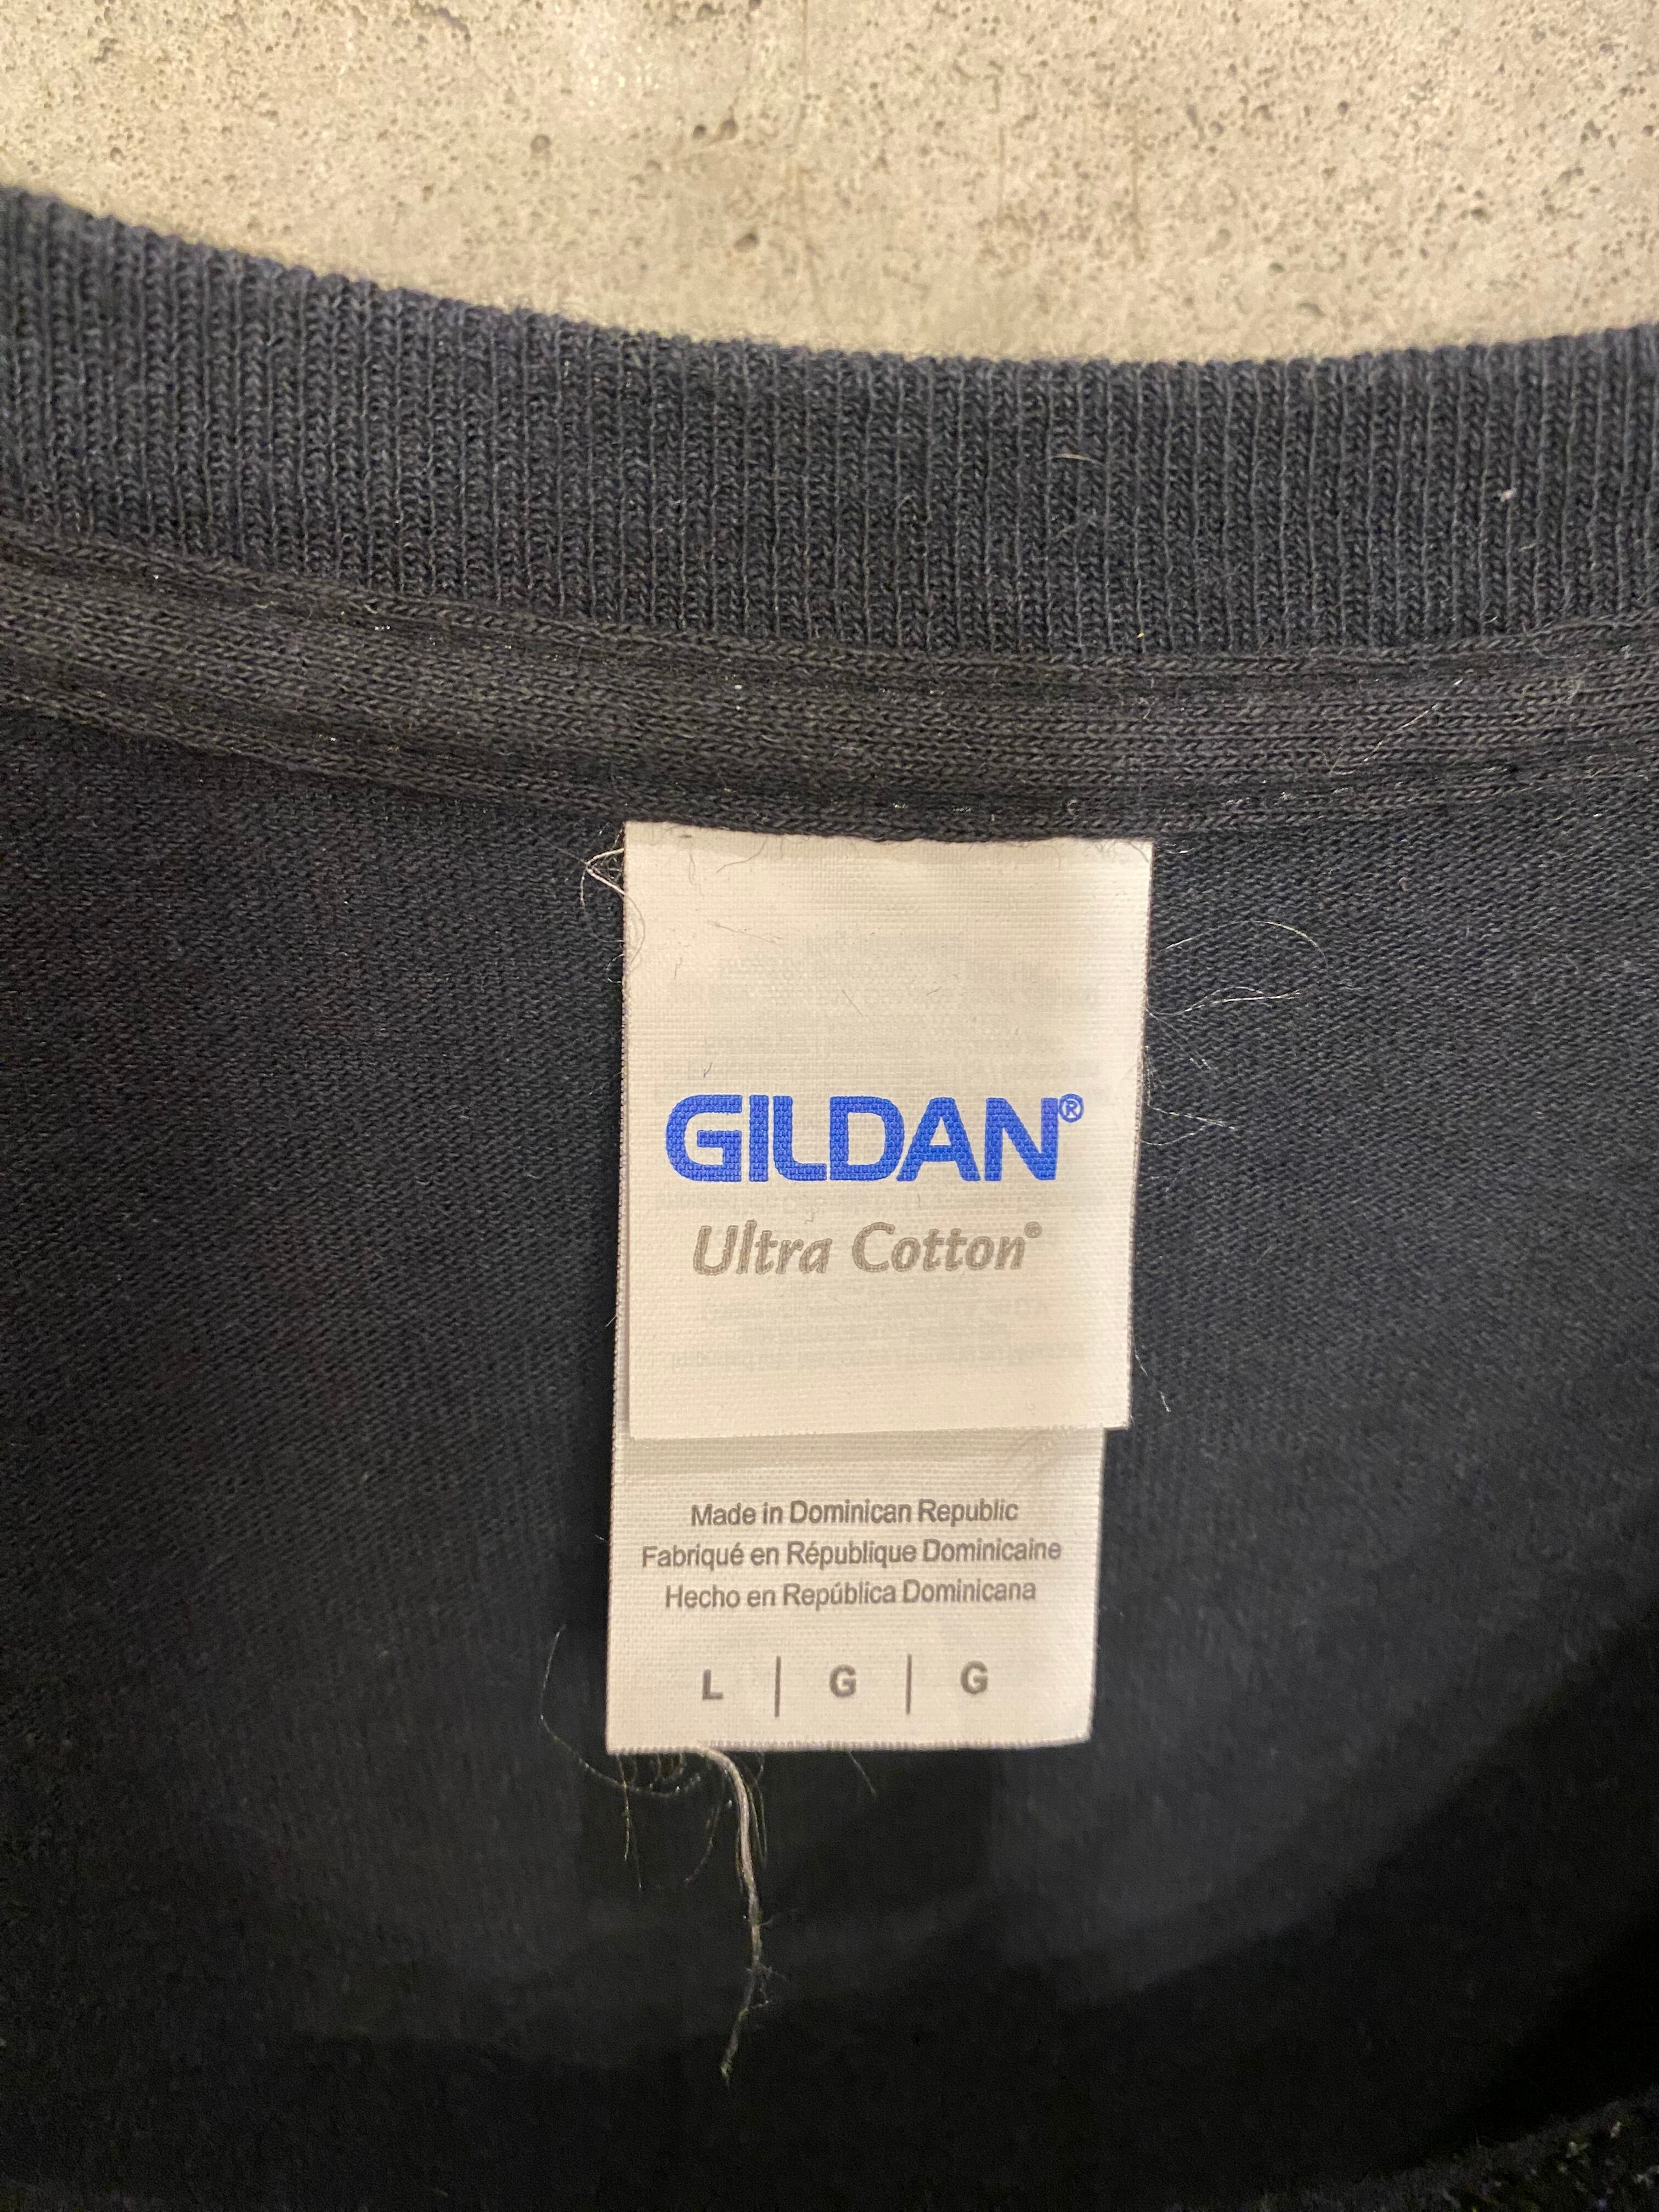 GILDAN®
Ultra Cotton®
Made in Dominican Republic
Fabriqué en République Dominicaine
Hecho en República Dominicana
L | G | G